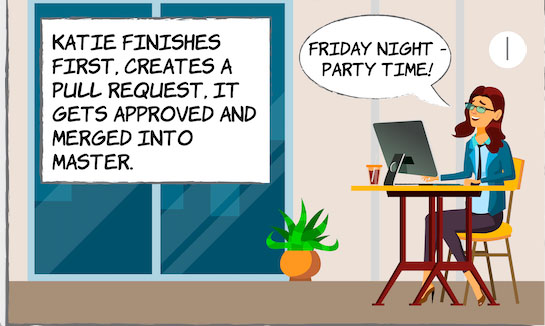 KATIE FINISHES
FIRST, CREATES A
PULL REQUEST, IT
GETS APPROVED AND
MERGED INTO
MASTER.
FRIDAY NIGHT -
PARTY TIME!